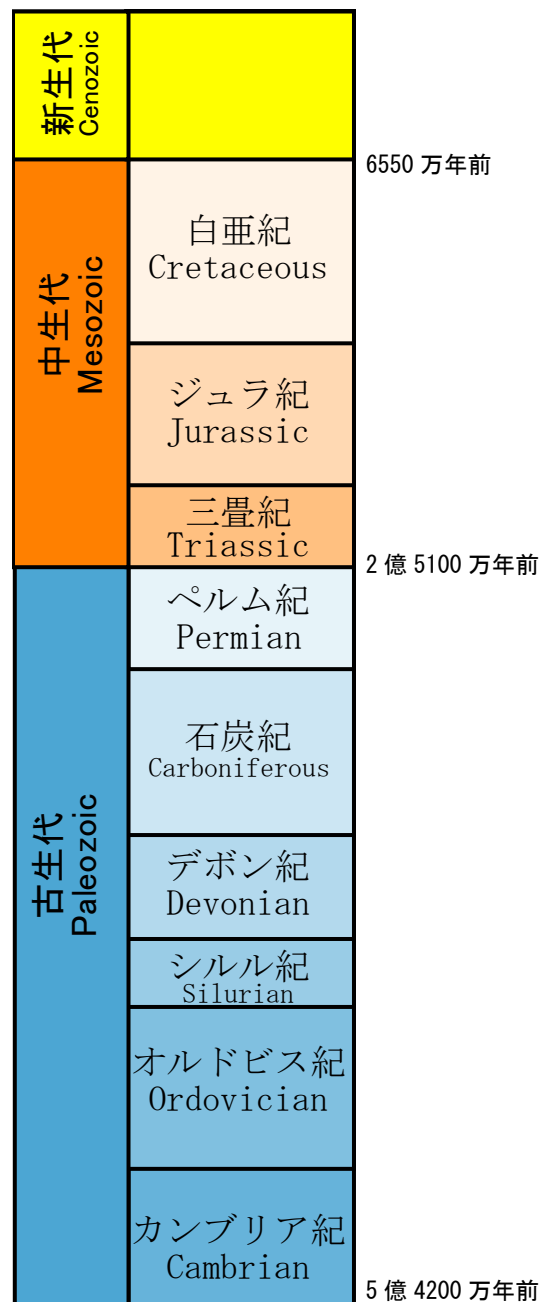 新生代
Cenozoic
6550 万年前
中生代
Mesozoic
白亜紀
Cretaceous
ジュラ紀
Jurassic
三畳紀
Triassic
2 億 5100 万年前
古生代
Paleozoic
ペルム紀
Permian
石炭紀
Carboniferous
デボン紀
Devonian
シルル紀
Silurian
オルドビス紀
Ordovician
カンブリア紀
Cambrian
5 億 4200 万年前